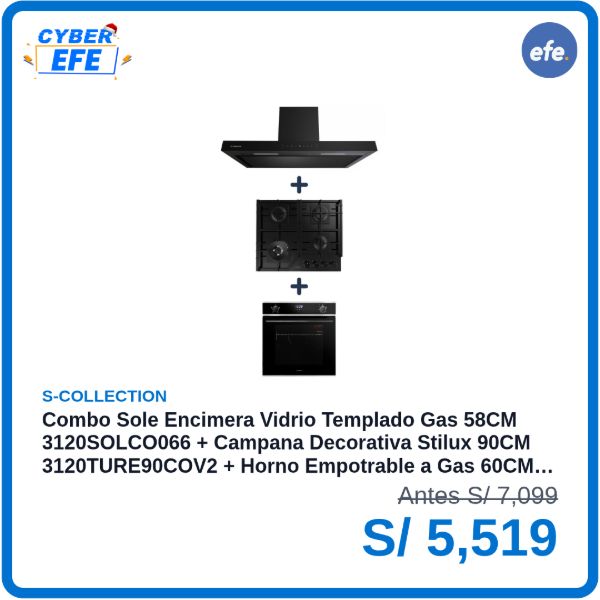 CYBER
EFE
efe.
S-COLLECTION
Combo Sole Encimera Vidrio Templado Gas 58CM
3120SOLCO066 + Campana Decorativa Stilux 90CM
3120TURE90COV2 + Horno Empotrable a Gas 60CM…
Antes S/ 7,099
S/ 5,519